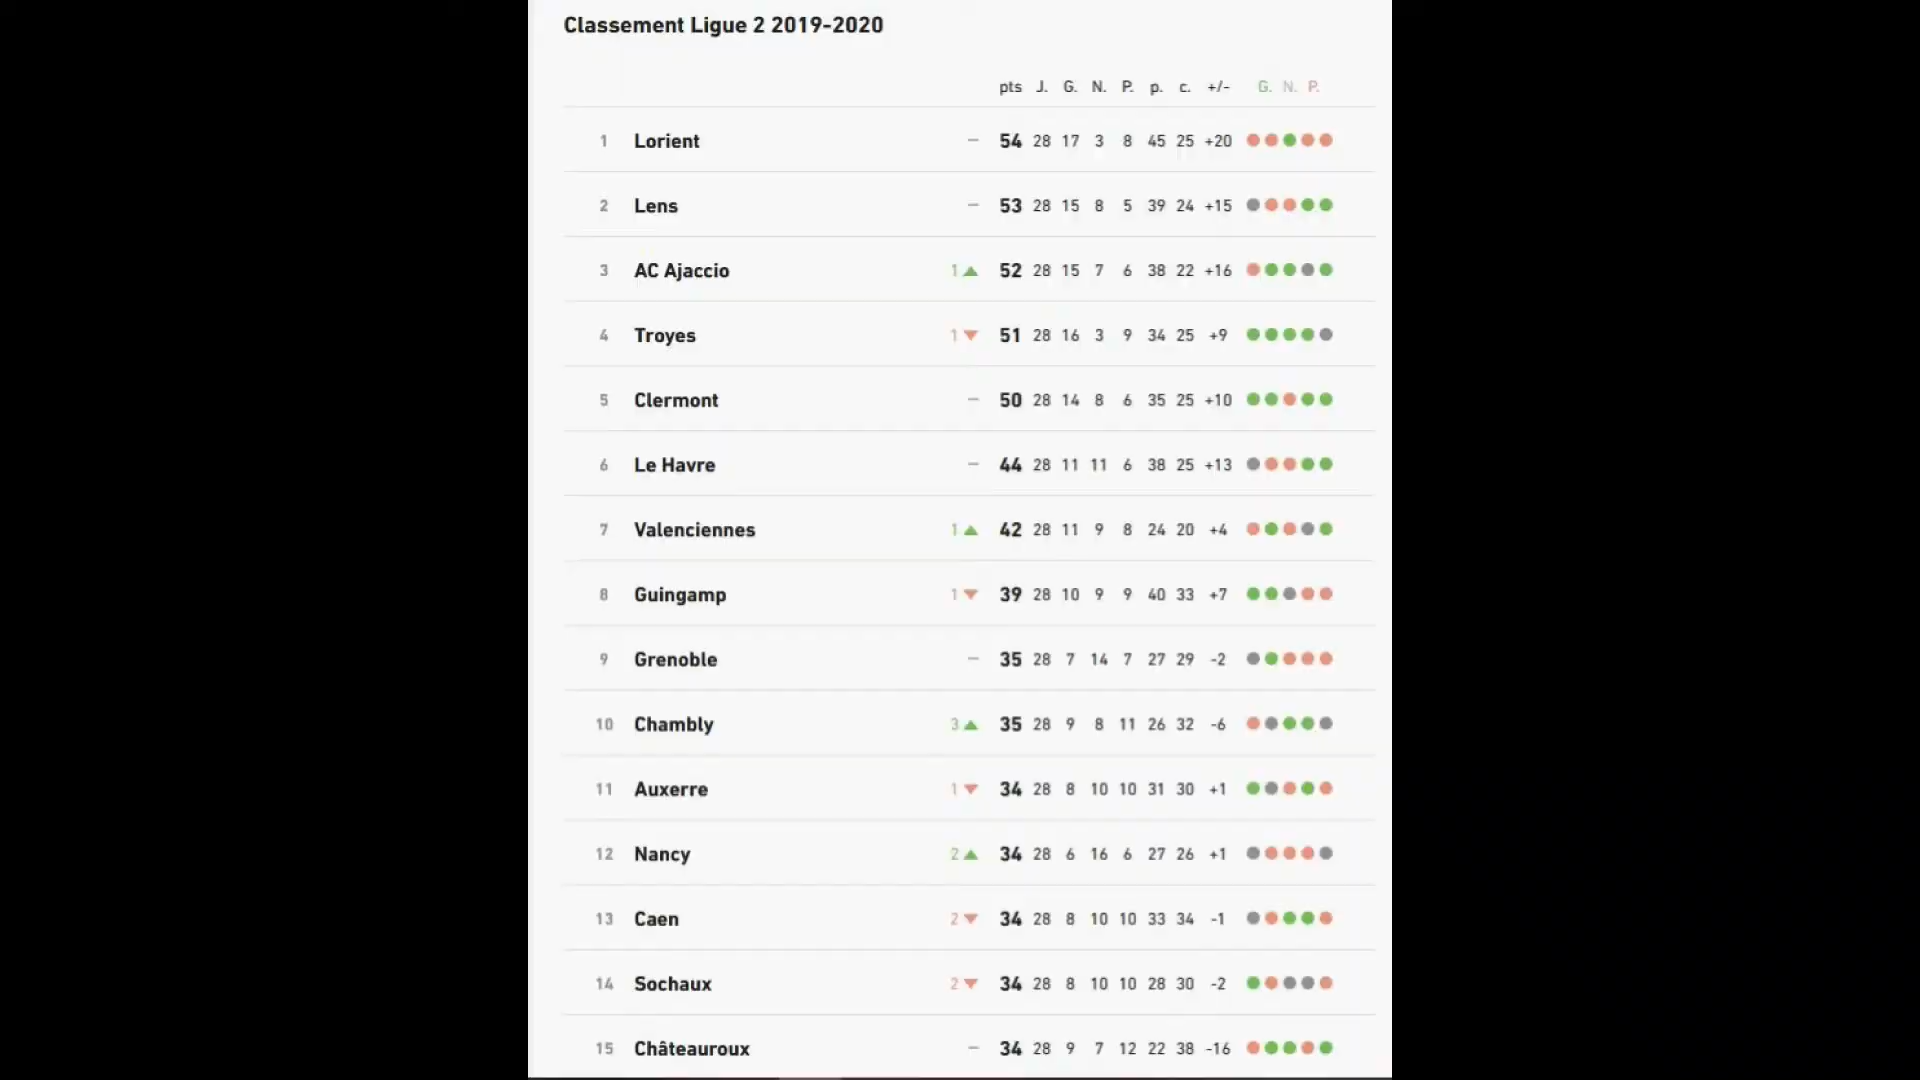 Classement Ligue 2 2019-2020
pts J. G. N. P. p. c. +/- G. N. P.
1 Lorient – 54 28 17 3 8 45 25 +20
2 Lens – 53 28 15 8 5 39 24 +15
3 AC Ajaccio 1 ▲ 52 28 15 7 6 38 22 +16
4 Troyes 1 ▼ 51 28 16 3 9 34 25 +9
5 Clermont – 50 28 14 8 6 35 25 +10
6 Le Havre – 44 28 11 11 6 38 25 +13
7 Valenciennes 1 ▲ 42 28 11 9 8 24 20 +4
8 Guingamp 1 ▼ 39 28 10 9 9 40 33 +7
9 Grenoble – 35 28 7 14 7 27 29 -2
10 Chambly 3 ▲ 35 28 9 8 11 26 32 -6
11 Auxerre 1 ▼ 34 28 8 10 10 31 30 +1
12 Nancy 2 ▲ 34 28 6 16 6 27 26 +1
13 Caen 2 ▼ 34 28 8 10 10 33 34 -1
14 Sochaux 2 ▼ 34 28 8 10 10 28 30 -2
15 Châteauroux – 34 28 9 7 12 22 38 -16